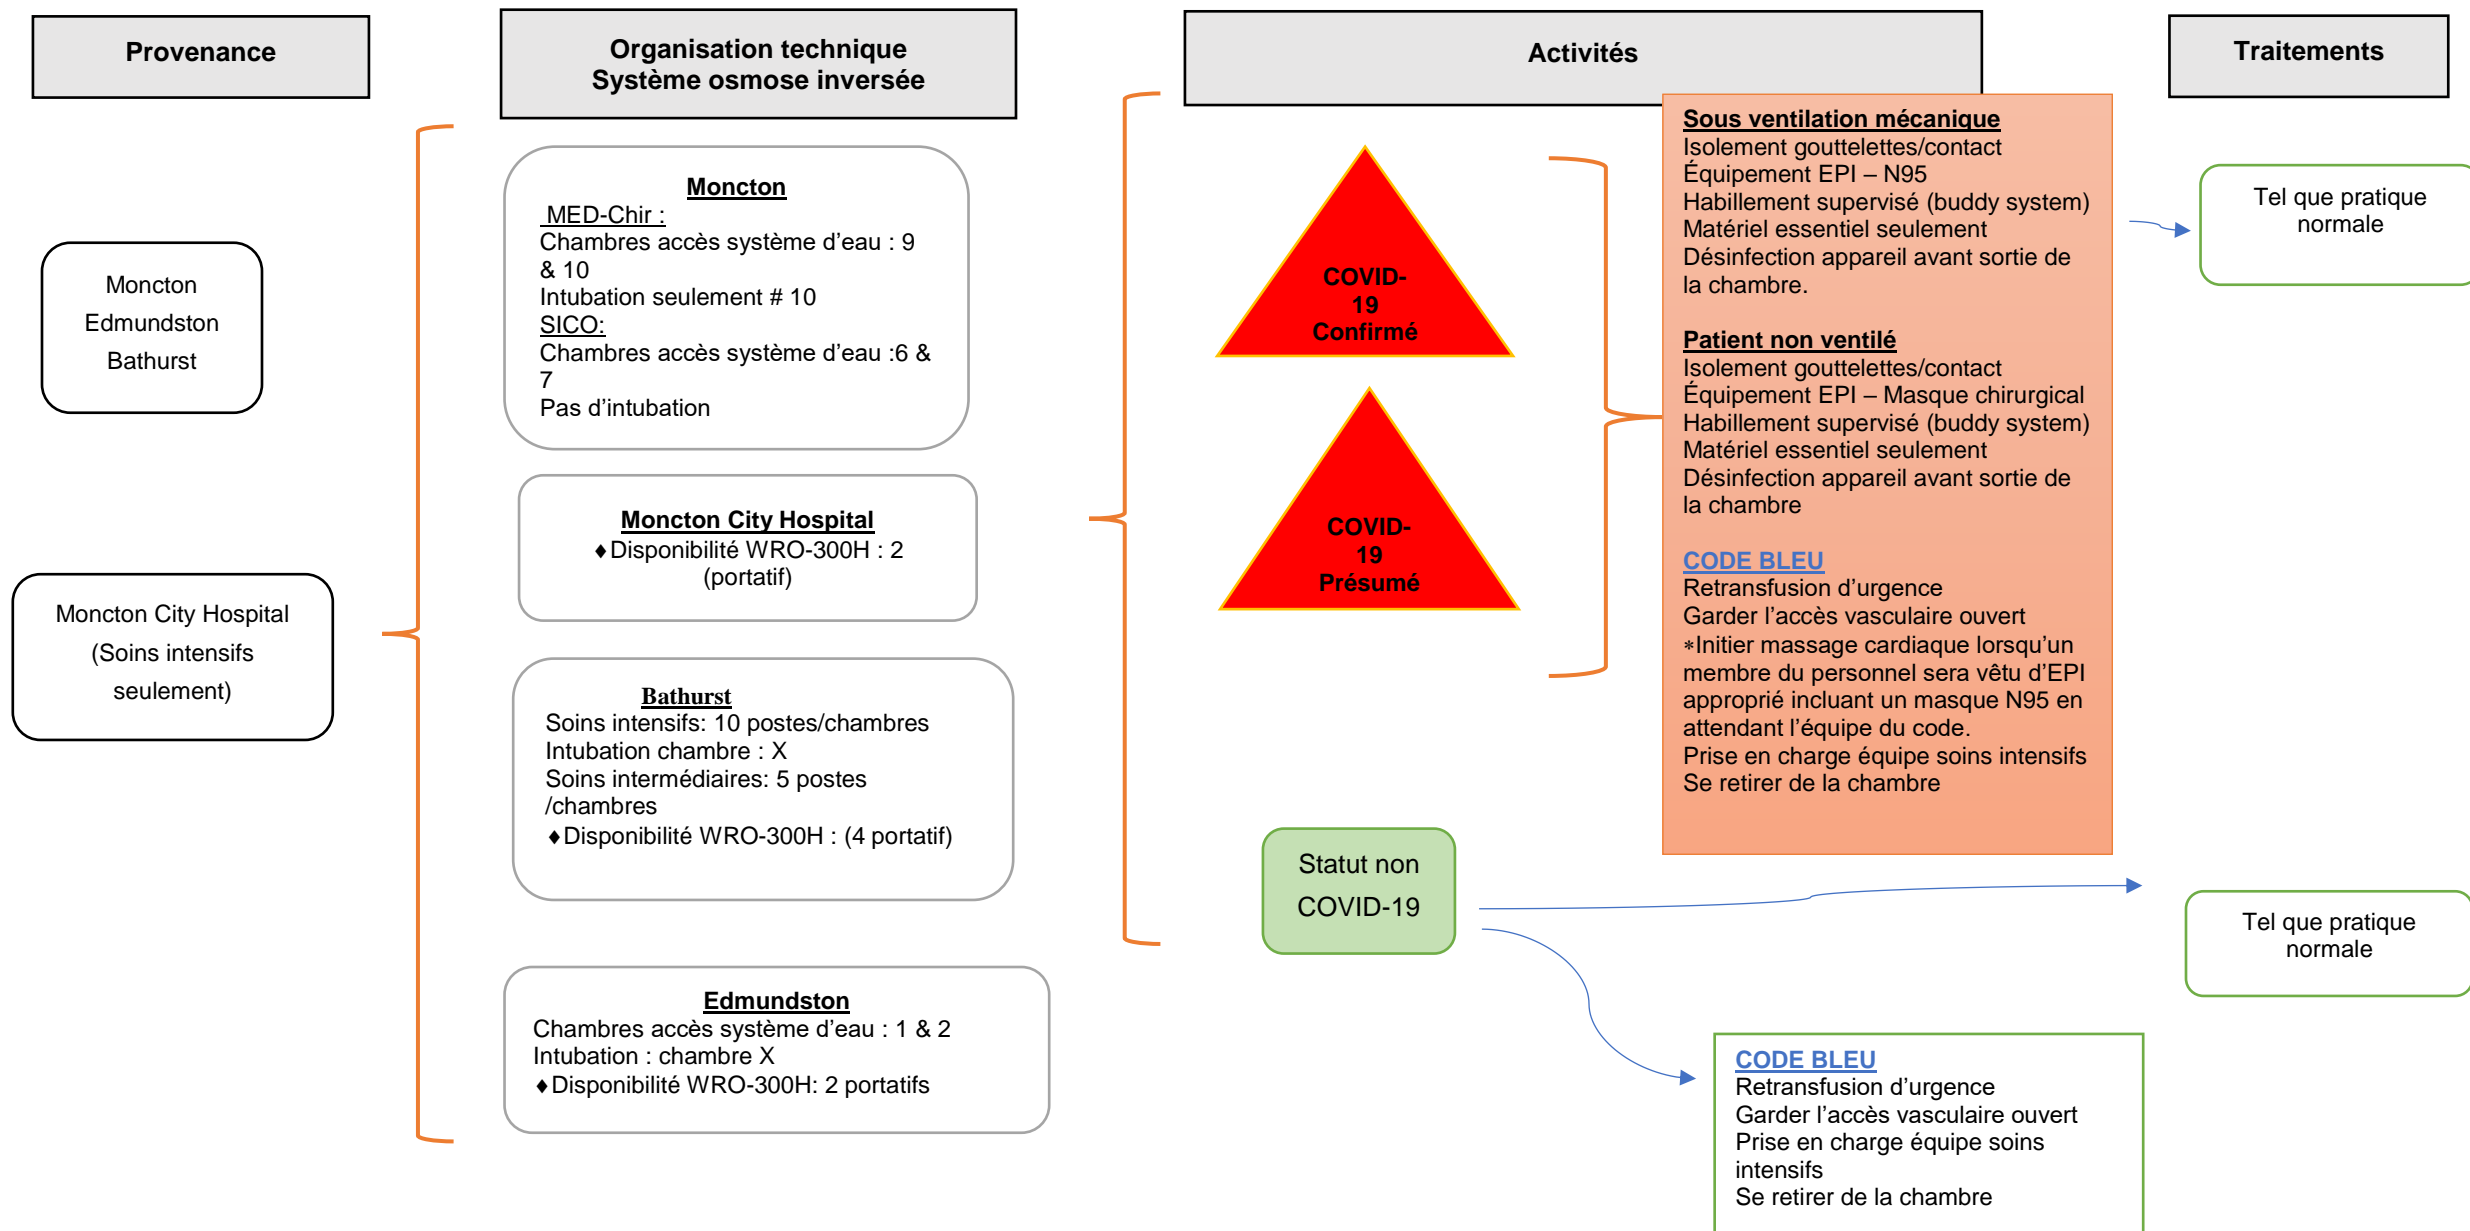 Provenance
Organisation technique
Système osmose inversée
Activités
Traitements
Moncton
Edmundston
Bathurst
Moncton City Hospital
(Soins intensifs
seulement)
Moncton
MED-Chir :
Chambres accès système d’eau : 9
& 10
Intubation seulement # 10
SICO:
Chambres accès système d’eau :6 &
7
Pas d’intubation
Moncton City Hospital
♦Disponibilité WRO-300H : 2
(portatif)
Bathurst
Soins intensifs: 10 postes/chambres
Intubation chambre : X
Soins intermédiaires: 5 postes
/chambres
♦Disponibilité WRO-300H : (4 portatif)
Edmundston
Chambres accès système d’eau : 1 & 2
Intubation : chambre X
♦Disponibilité WRO-300H: 2 portatifs
COVID-
19
Confirmé
COVID-
19
Présumé
Statut non
COVID-19
Sous ventilation mécanique
Isolement gouttelettes/contact
Équipement EPI – N95
Habillement supervisé (buddy system)
Matériel essentiel seulement
Désinfection appareil avant sortie de
la chambre.
Patient non ventilé
Isolement gouttelettes/contact
Équipement EPI – Masque chirurgical
Habillement supervisé (buddy system)
Matériel essentiel seulement
Désinfection appareil avant sortie de
la chambre
CODE BLEU
Retransfusion d’urgence
Garder l’accès vasculaire ouvert
*Initier massage cardiaque lorsqu’un
membre du personnel sera vêtu d’EPI
approprié incluant un masque N95 en
attendant l’équipe du code.
Prise en charge équipe soins intensifs
Se retirer de la chambre
CODE BLEU
Retransfusion d’urgence
Garder l’accès vasculaire ouvert
Prise en charge équipe soins
intensifs
Se retirer de la chambre
Tel que pratique
normale
Tel que pratique
normale